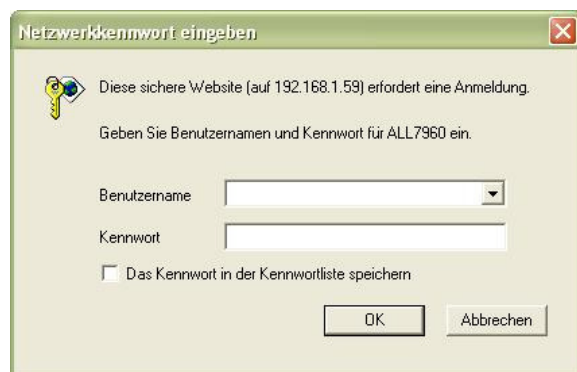 Netzwerkkennwort eingeben
Diese sichere Website (auf 192.168.1.59) erfordert eine Anmeldung.
Geben Sie Benutzernamen und Kennwort für ALL7960 ein.
Benutzername
Kennwort
Das Kennwort in der Kennwortliste speichern
OK
Abbrechen